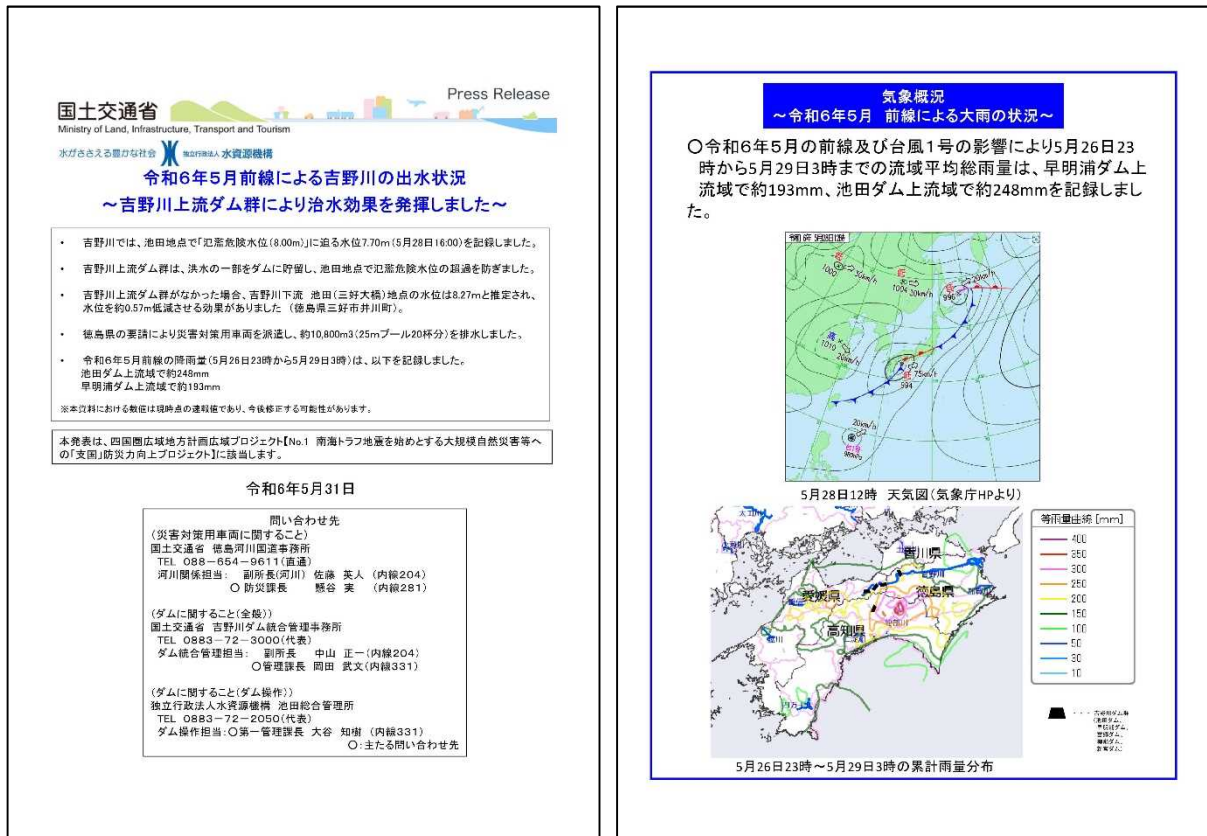 Press Release
国土交通省
Ministry of Land, Infrastructure, Transport and Tourism
水がささえる豊かな社会 独立行政法人 水資源機構
令和6年5月前線による吉野川の出水状況
～吉野川上流ダム群により治水効果を発揮しました～
・ 吉野川では、池田地点で「氾濫危険水位(8.00m)」に迫る水位7.70m(5月28日16:00)を記録しました。
・ 吉野川上流ダム群は、洪水の一部をダムに貯留し、池田地点で氾濫危険水位の超過を防ぎました。
・ 吉野川上流ダム群がなかった場合、吉野川下流 池田(三好大橋)地点の水位は8.27mと推定され、
水位を約0.57m低減させる効果がありました (徳島県三好市井川町)。
・ 徳島県の要請により災害対策用車両を派遣し、約10,800m3(25mプール20杯分)を排水しました。
・ 令和6年5月前線の降雨量(5月26日23時から5月29日3時)は、以下を記録しました。
池田ダム上流域で約248mm
早明浦ダム上流域で約193mm
※本資料における数値は現時点の速報値であり、今後修正する可能性があります。
本発表は、四国圏広域地方計画広域プロジェクト【No.1 南海トラフ地震を始めとする大規模自然災害等へ
の「支国」防災力向上プロジェクト】に該当します。
令和6年5月31日
問い合わせ先
(災害対策用車両に関すること)
国土交通省 徳島河川国道事務所
TEL 088-654-9611(直通)
河川関係担当: 副所長(河川) 佐藤 英人 (内線204)
○ 防災課長 懸谷 実 (内線281)
(ダムに関すること(全般))
国土交通省 吉野川ダム統合管理事務所
TEL 0883-72-3000(代表)
ダム統合管理担当: 副所長 中山 正一(内線204)
○管理課長 岡田 武文(内線331)
(ダムに関すること(ダム操作))
独立行政法人水資源機構 池田総合管理所
TEL 0883-72-2050(代表)
ダム操作担当:○第一管理課長 大谷 知樹 (内線331)
○:主たる問い合わせ先
気象概況
～令和6年5月 前線による大雨の状況～
○令和6年5月の前線及び台風1号の影響により5月26日23
時から5月29日3時までの流域平均総雨量は、早明浦ダム上
流域で約193mm、池田ダム上流域で約248mmを記録しまし
た。
低
1000
30km/h
低
1004 30km/h
低
996
20km/h
高
1010 20km/h
低
994
75km/h
20km/h
5月28日12時 天気図(気象庁HPより)
香川県
愛媛県
徳島県
高知県
等雨量曲線 [mm]
400
350
300
250
200
150
100
50
30
10
5月26日23時～5月29日3時の累計雨量分布